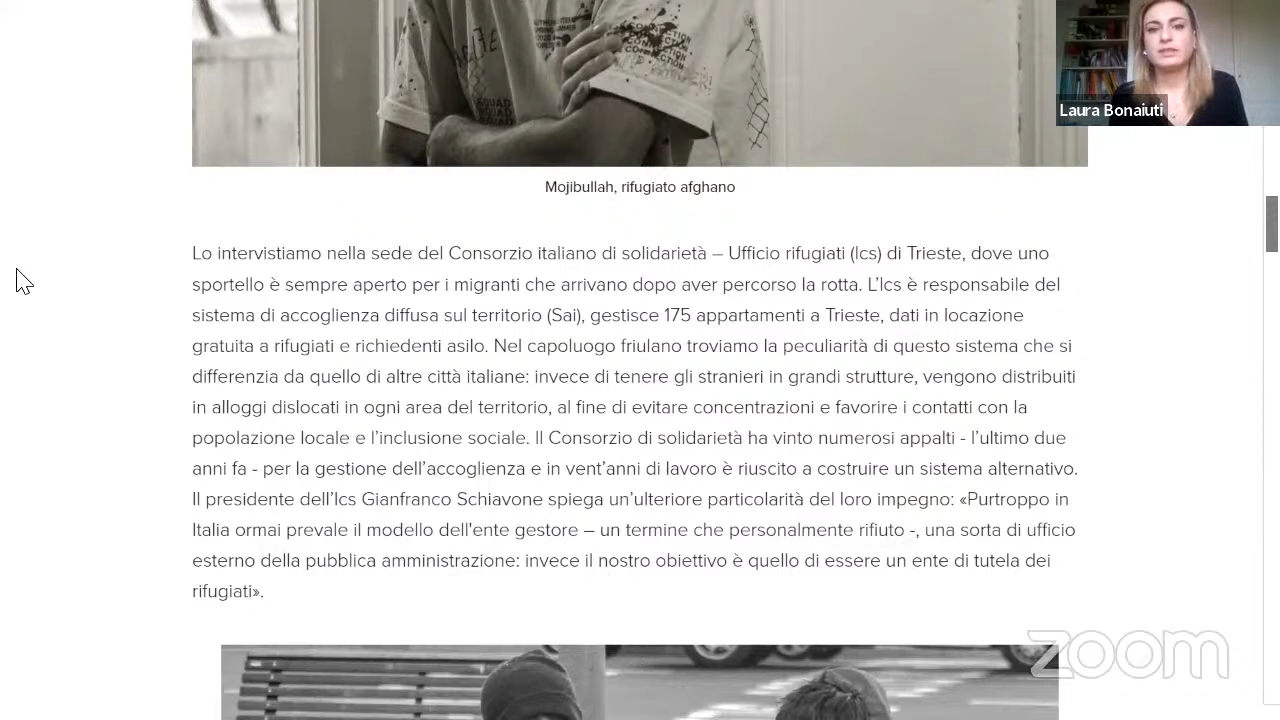 Laura Bonaiuti
Mojibullah, rifugiato afghano
Lo intervistiamo nella sede del Consorzio italiano di solidarietà – Ufficio rifugiati (Ics) di Trieste, dove uno
sportello è sempre aperto per i migranti che arrivano dopo aver percorso la rotta. L’Ics è responsabile del
sistema di accoglienza diffusa sul territorio (Sai), gestisce 175 appartamenti a Trieste, dati in locazione
gratuita a rifugiati e richiedenti asilo. Nel capoluogo friulano troviamo la peculiarità di questo sistema che si
differenzia da quello di altre città italiane: invece di tenere gli stranieri in grandi strutture, vengono distribuiti
in alloggi dislocati in ogni area del territorio, al fine di evitare concentrazioni e favorire i contatti con la
popolazione locale e l’inclusione sociale. Il Consorzio di solidarietà ha vinto numerosi appalti - l’ultimo due
anni fa - per la gestione dell’accoglienza e in vent’anni di lavoro è riuscito a costruire un sistema alternativo.
Il presidente dell’Ics Gianfranco Schiavone spiega un’ulteriore particolarità del loro impegno: «Purtroppo in
Italia ormai prevale il modello dell'ente gestore – un termine che personalmente rifiuto -, una sorta di ufficio
esterno della pubblica amministrazione: invece il nostro obiettivo è quello di essere un ente di tutela dei
rifugiati».
zoom